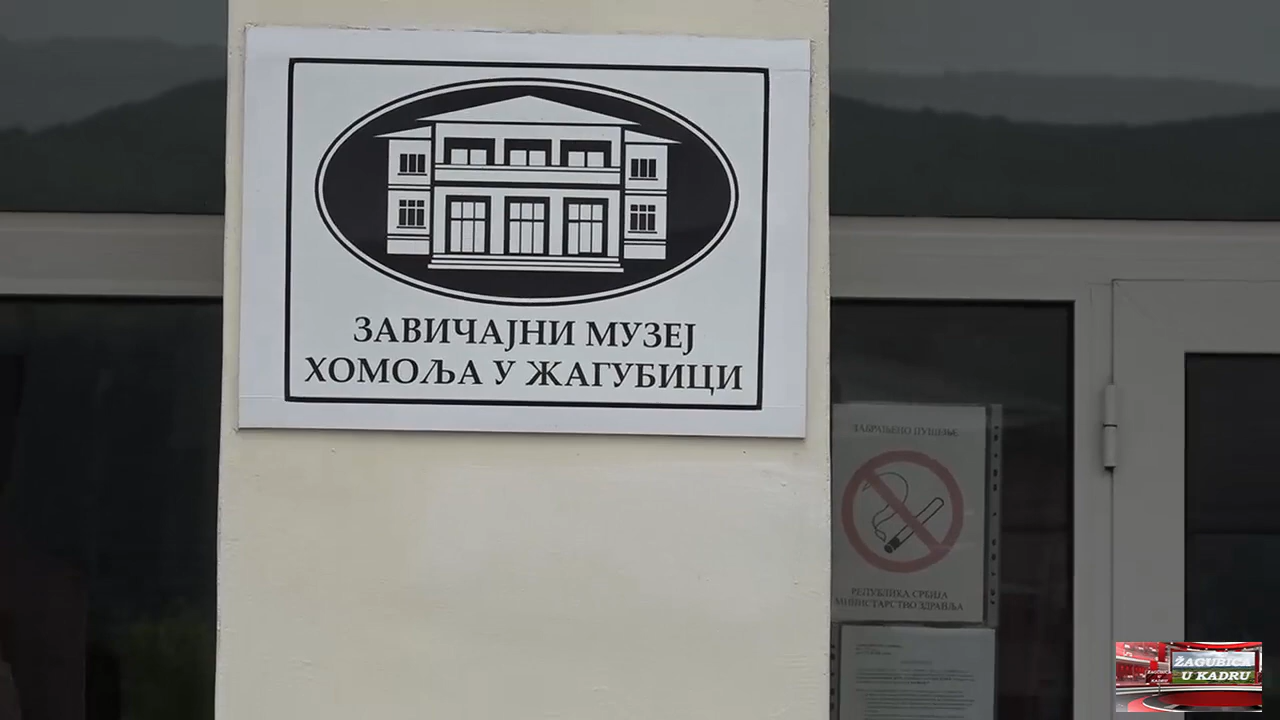 ЗАВИЧАЈНИ МУЗЕЈ
ХОМОЉА У ЖАГУБИЦИ
ЗАБРАЊЕНО ПУШЕЊЕ
РЕПУБЛИКА СРБИЈА
МИНИСТАРСТВО ЗДРАВЉА
ŽAGUBICA
U KADRU